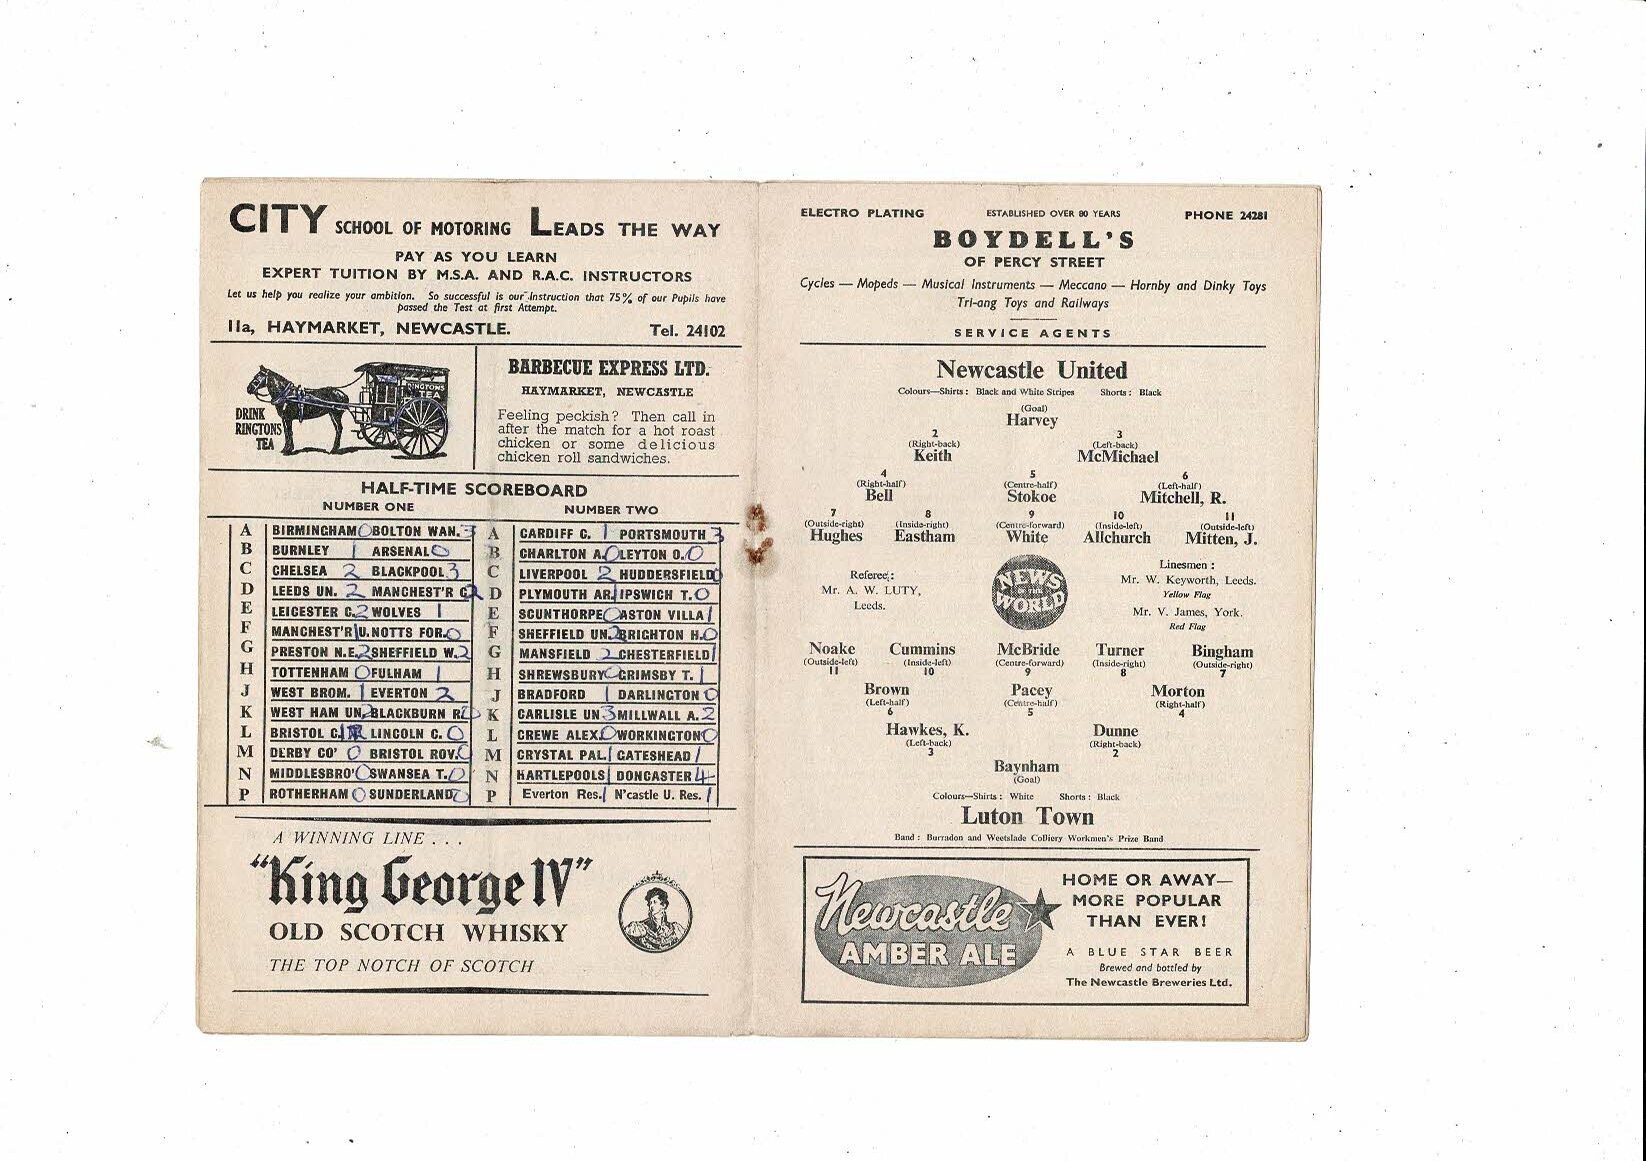 CITY SCHOOL OF MOTORING LEADS THE WAY
PAY AS YOU LEARN
EXPERT TUITION BY M.S.A. AND R.A.C. INSTRUCTORS
Let us help you realize your ambition. So successful is our Instruction that 75% of our Pupils have
passed the Test at first Attempt.
11a, HAYMARKET, NEWCASTLE. Tel. 24102
RINGTONS
TEA
DRINK
RINGTONS
TEA
BARBECUE EXPRESS LTD.
HAYMARKET, NEWCASTLE
Feeling peckish? Then call in
after the match for a hot roast
chicken or some delicious
chicken roll sandwiches.
HALF-TIME SCOREBOARD
NUMBER ONE NUMBER TWO
A BIRMINGHAM 0 BOLTON WAN. 3 A CARDIFF C. 1 PORTSMOUTH 3
B BURNLEY 1 ARSENAL 0 B CHARLTON A. 0 LEYTON O. 0
C CHELSEA 2 BLACKPOOL 3 C LIVERPOOL 2 HUDDERSFIELD 0
D LEEDS UN. 2 MANCHEST'R C. 2 D PLYMOUTH AR. 1 IPSWICH T. 0
E LEICESTER C. 2 WOLVES 1 E SCUNTHORPE 0 ASTON VILLA 1
F MANCHEST'R U. 1 NOTTS FOR. 0 F SHEFFIELD UN. 2 BRIGHTON H. 0
G PRESTON N.E. 2 SHEFFIELD W. 2 G MANSFIELD 2 CHESTERFIELD 1
H TOTTENHAM 0 FULHAM 1 H SHREWSBURY 0 GRIMSBY T. 1
J WEST BROM. 1 EVERTON 2 J BRADFORD 1 DARLINGTON 0
K WEST HAM UN. 2 BLACKBURN R. K CARLISLE UN 3 MILLWALL A. 2
L BRISTOL C. 1 LINCOLN C. 0 L CREWE ALEX. 0 WORKINGTON 0
M DERBY CO' 0 BRISTOL ROV. 0 M CRYSTAL PAL. 1 GATESHEAD 1
N MIDDLESBRO' 0 SWANSEA T. 0 N HARTLEPOOLS 1 DONCASTER 4
P ROTHERHAM 0 SUNDERLAND 0 P Everton Res. 1 N'castle U. Res. 1
A WINNING LINE . . .
"King George IV"
OLD SCOTCH WHISKY
THE TOP NOTCH OF SCOTCH
ELECTRO PLATING ESTABLISHED OVER 80 YEARS PHONE 24281
BOYDELL'S
OF PERCY STREET
Cycles — Mopeds — Musical Instruments — Meccano — Hornby and Dinky Toys
Tri-ang Toys and Railways
SERVICE AGENTS
Newcastle United
Colours—Shirts: Black and White Stripes Shorts: Black
(Goal)
Harvey
2 3
(Right-back) (Left-back)
Keith McMichael
4 5 6
(Right-half) (Centre-half) (Left-half)
Bell Stokoe Mitchell, R.
7 8 9 10 11
(Outside-right) (Inside-right) (Centre-forward) (Inside-left) (Outside-left)
Hughes Eastham White Allchurch Mitten, J.
Referee:
Mr. A. W. LUTY,
Leeds.
NEWS
OF THE
WORLD
Linesmen:
Mr. W. Keyworth, Leeds.
Yellow Flag
Mr. V. James, York.
Red Flag
Noake Cummins McBride Turner Bingham
(Outside-left) (Inside-left) (Centre-forward) (Inside-right) (Outside-right)
11 10 9 8 7
Brown Pacey Morton
(Left-half) (Centre-half) (Right-half)
6 5 4
Hawkes, K. Dunne
(Left-back) (Right-back)
3 2
Baynham
(Goal)
Colours—Shirts: White Shorts: Black
Luton Town
Band: Burradon and Weetslade Colliery Workmen's Prize Band
Newcastle
AMBER ALE
HOME OR AWAY—
MORE POPULAR
THAN EVER!
A BLUE STAR BEER
Brewed and bottled by
The Newcastle Breweries Ltd.